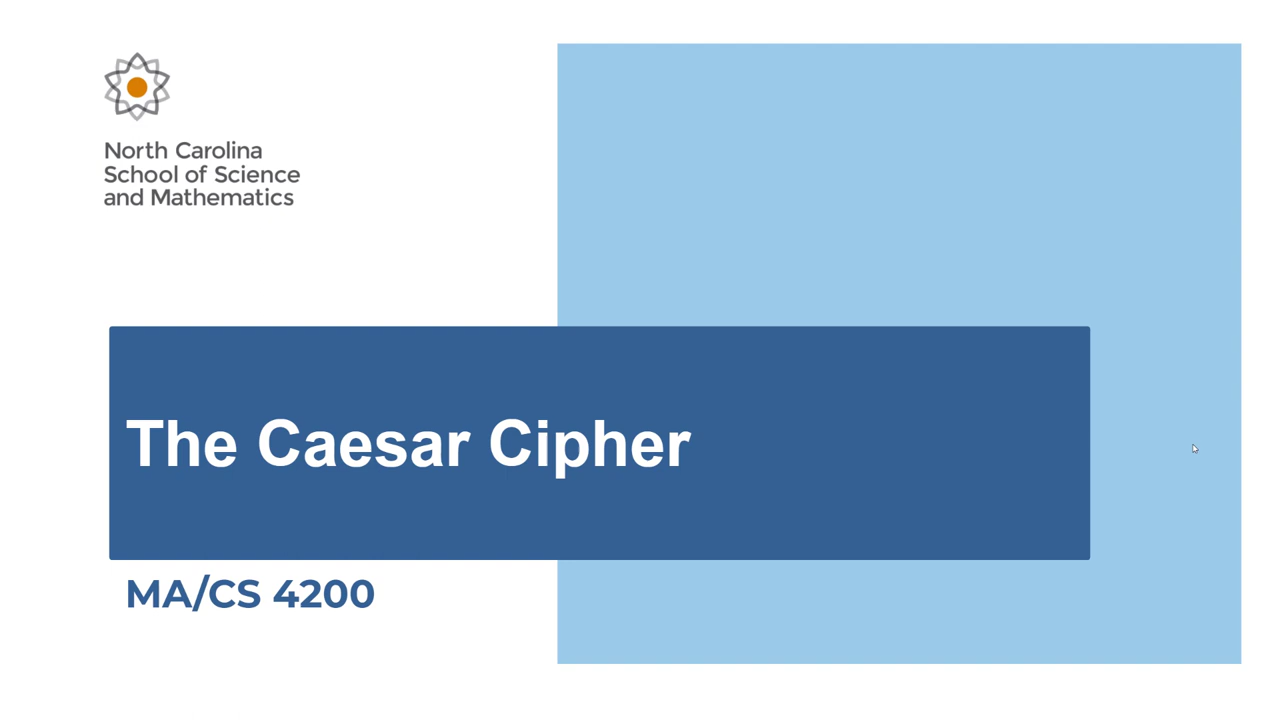 North Carolina
School of Science
and Mathematics
The Caesar Cipher
MA/CS 4200